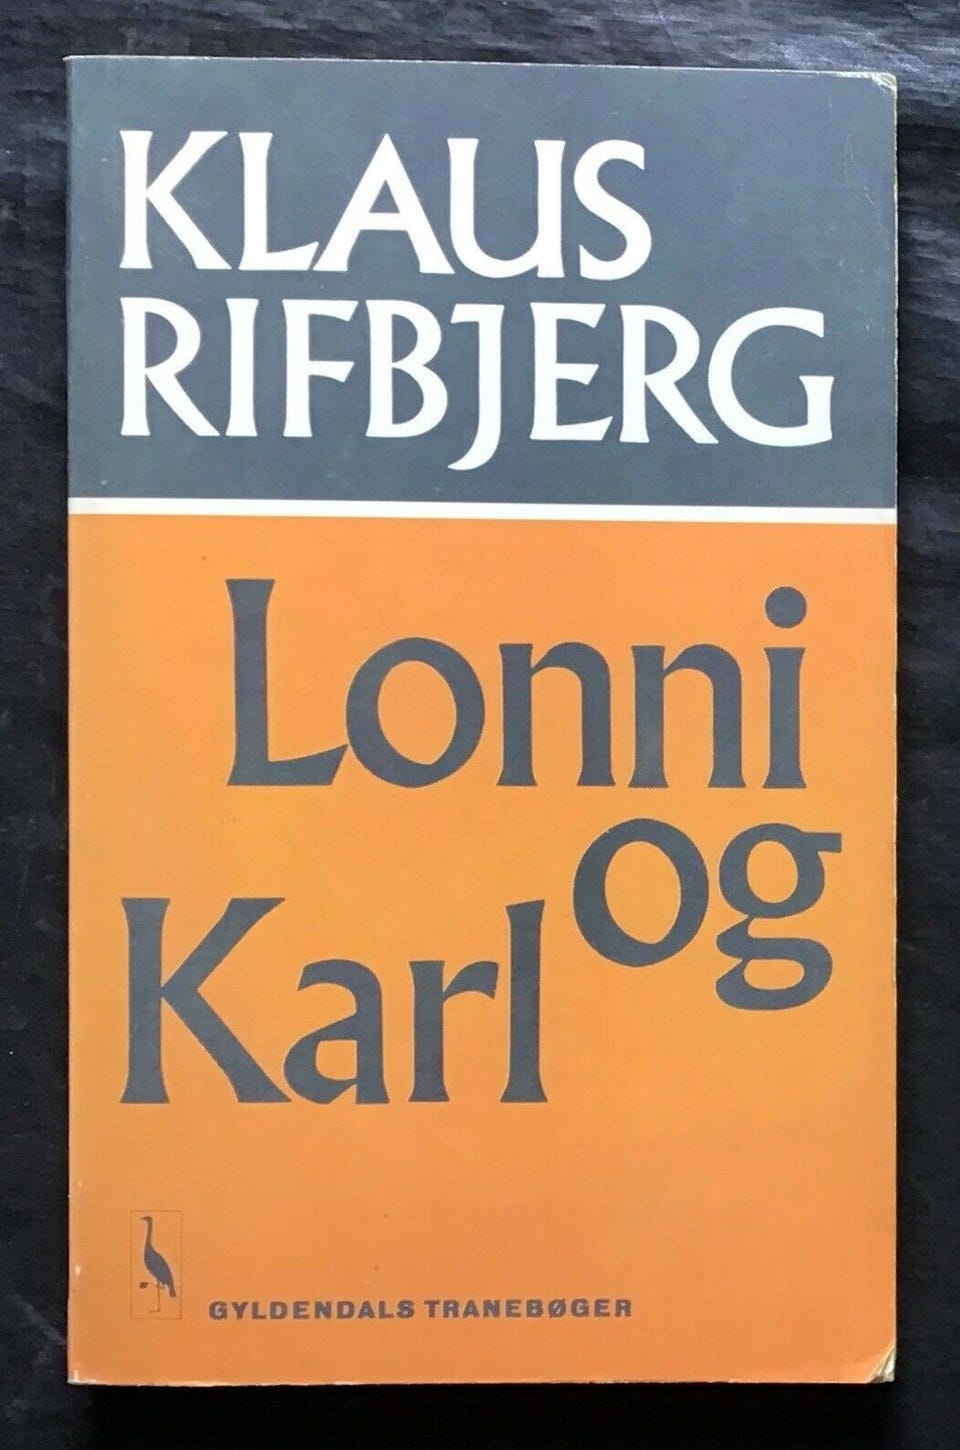 KLAUS
RIFBJERG
Lonni
og
Karl
GYLDENDALS TRANEBØGER